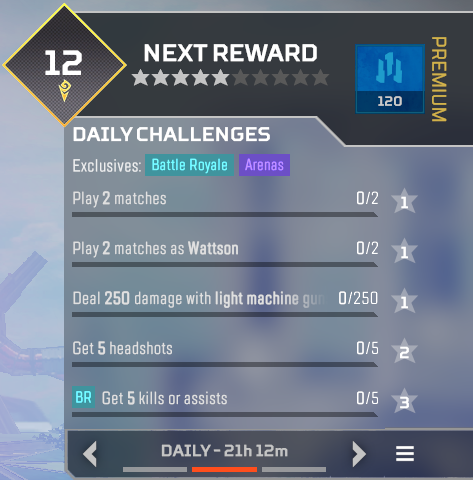 12
NEXT REWARD
120
PREMIUM
DAILY CHALLENGES
Exclusives: Battle Royale Arenas
Play 2 matches 0/2 1
Play 2 matches as Wattson 0/2 1
Deal 250 damage with light machine gun 0/250 1
Get 5 headshots 0/5 2
BR Get 5 kills or assists 0/5 3
DAILY - 21h 12m